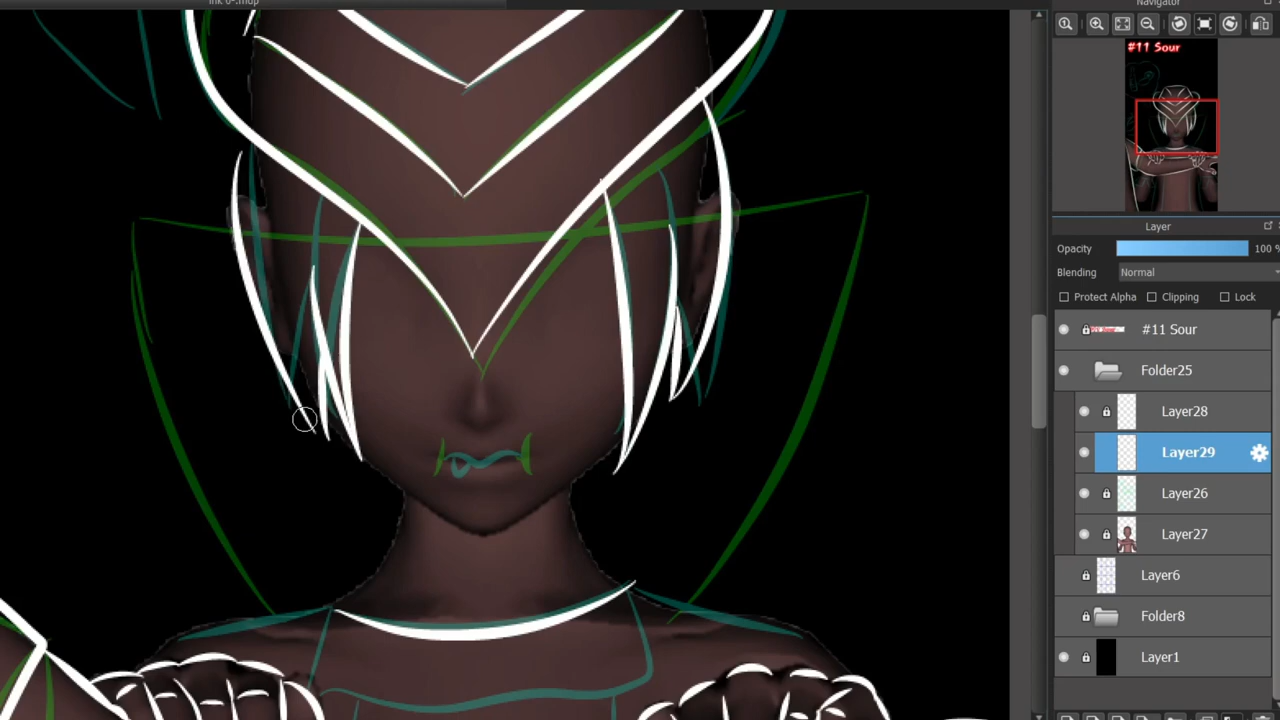 ink 6-.mdp
Navigator
#11 Sour
Layer
Opacity 100 %
Blending Normal
Protect Alpha Clipping Lock
#11 Sour
Folder25
Layer28
Layer29
Layer26
Layer27
Layer6
Folder8
Layer1